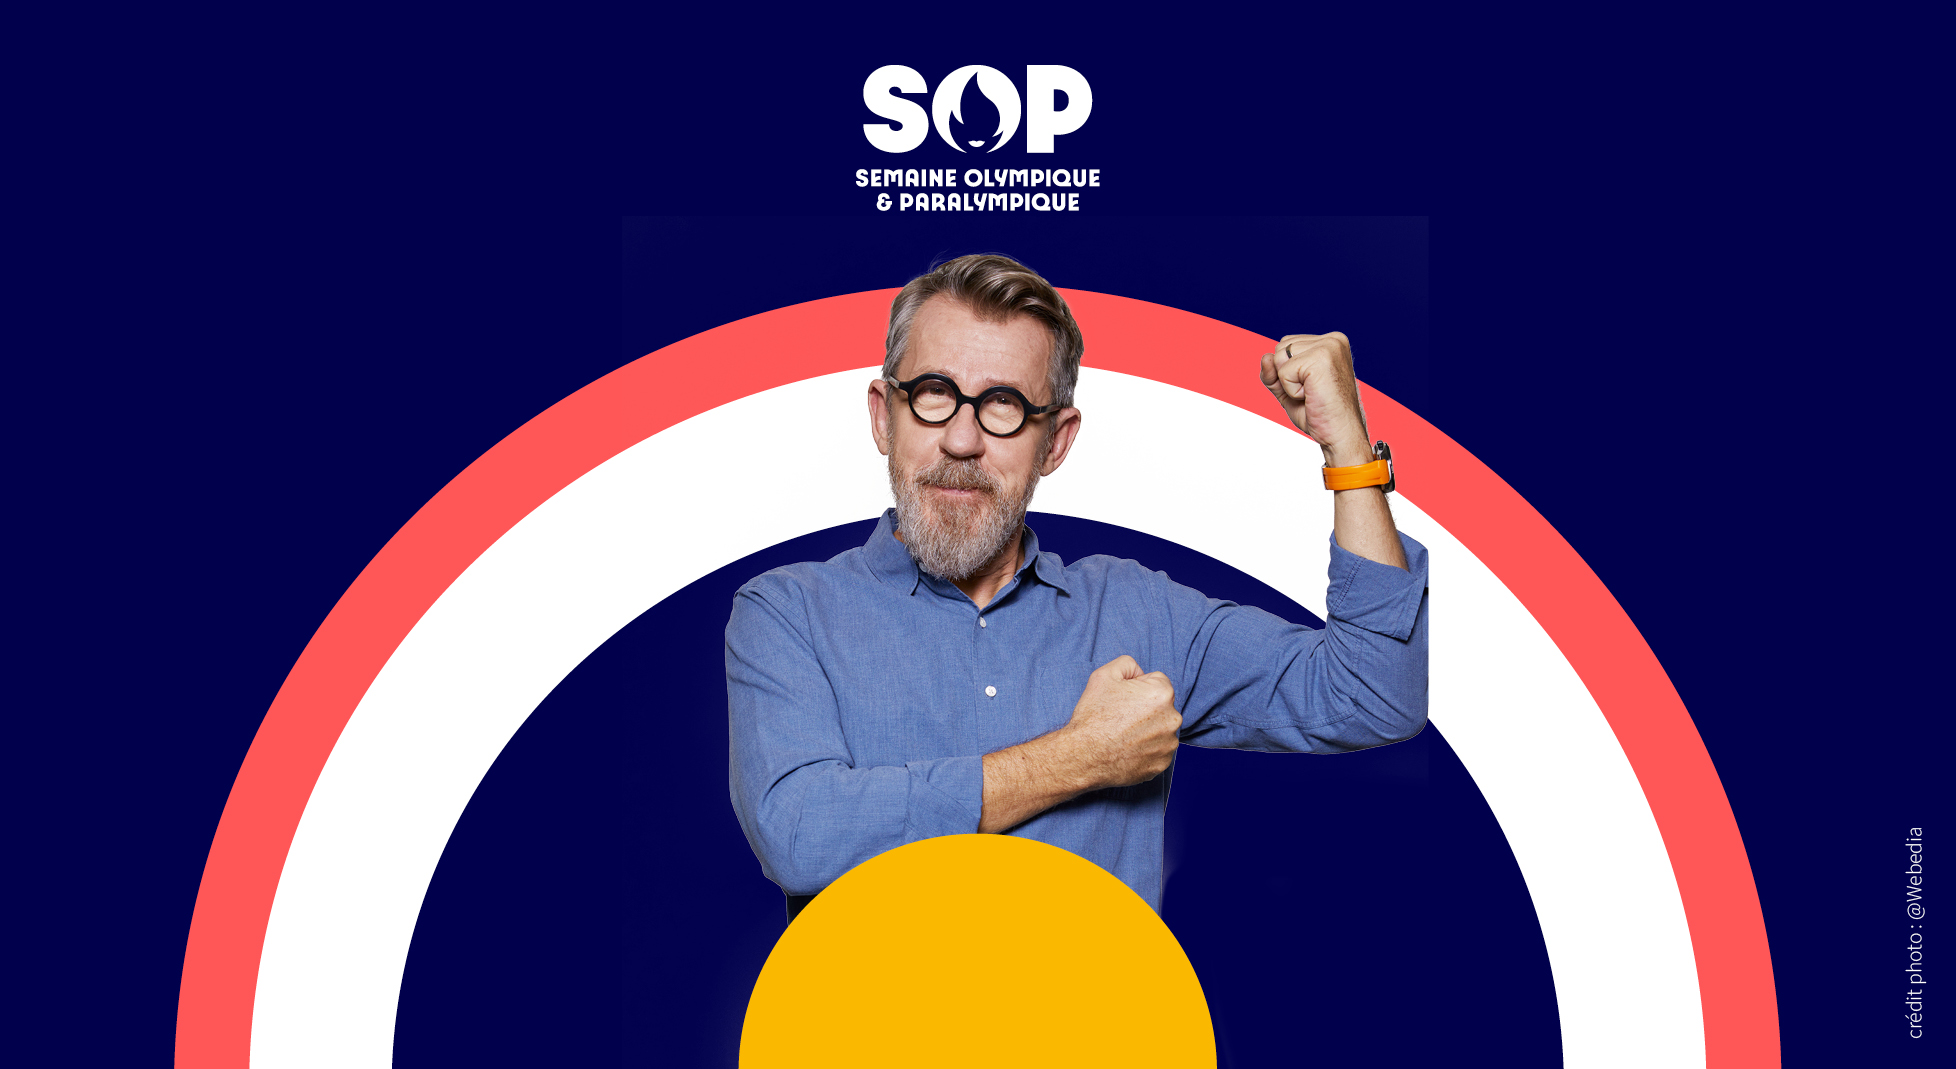 SOP
SEMAINE OLYMPIQUE
& PARALYMPIQUE
crédit photo : @Webedia